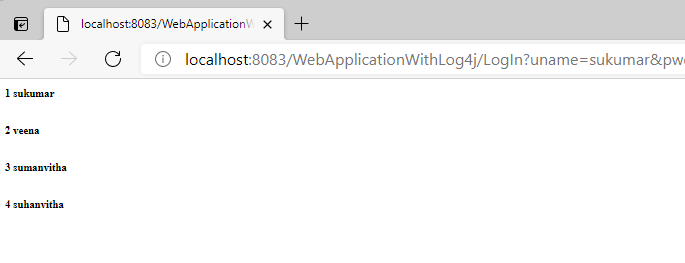 localhost:8083/WebApplicationW
localhost:8083/WebApplicationWithLog4j/LogIn?uname=sukumar&pw
1 sukumar
2 veena
3 sumanvitha
4 suhanvitha